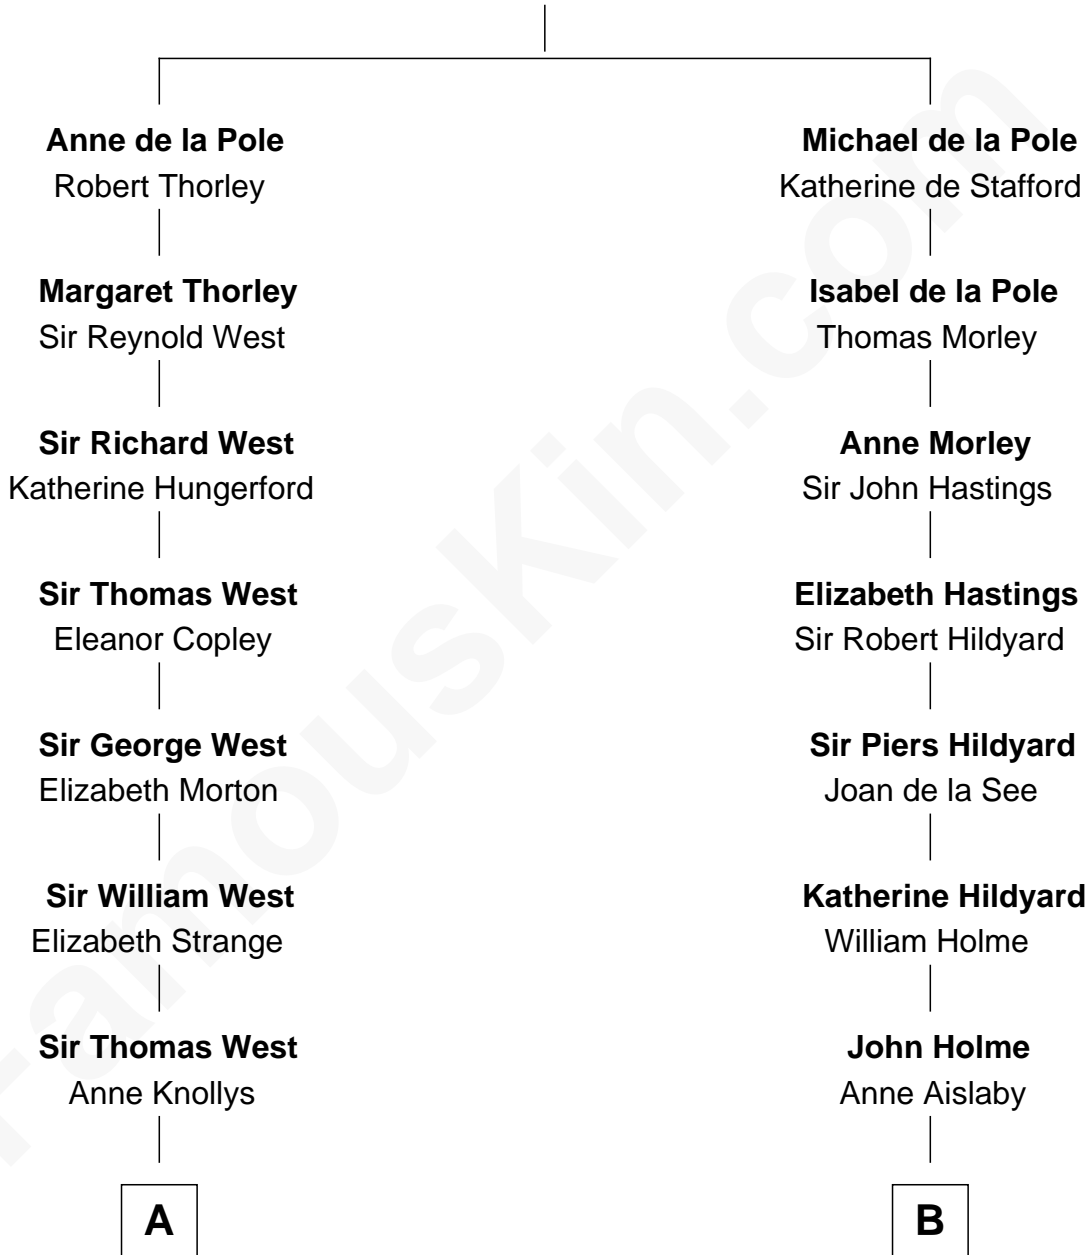 Anne de la Pole
Robert Thorley
Margaret Thorley
Sir Reynold West
Sir Richard West
Katherine Hungerford
Sir Thomas West
Eleanor Copley
Sir George West
Elizabeth Morton
Sir William West
Elizabeth Strange
Sir Thomas West
Anne Knollys
A
Michael de la Pole
Katherine de Stafford
Isabel de la Pole
Thomas Morley
Anne Morley
Sir John Hastings
Elizabeth Hastings
Sir Robert Hildyard
Sir Piers Hildyard
Joan de la See
Katherine Hildyard
William Holme
John Holme
Anne Aislaby
B
FamousKin.com